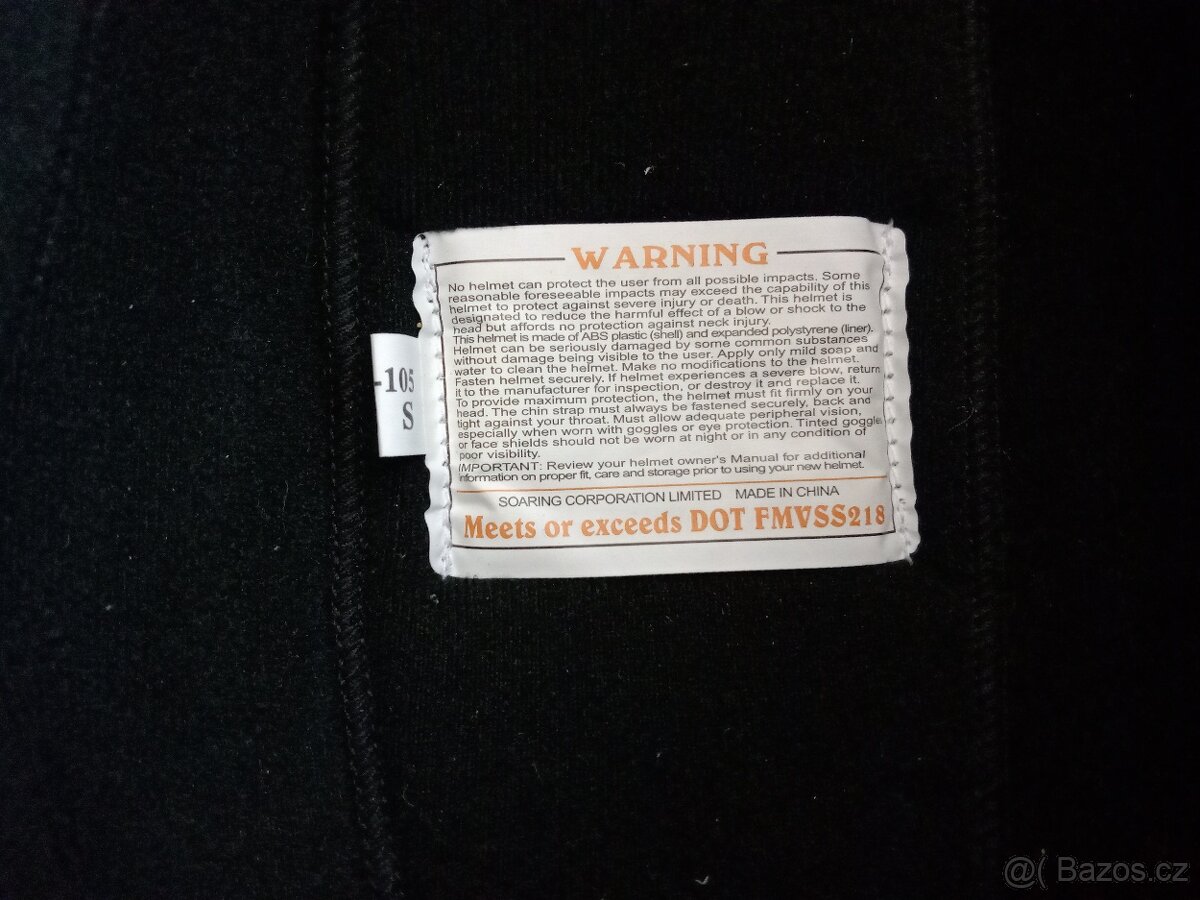 WARNING
No helmet can protect the user from all possible impacts. Some
reasonable foreseeable impacts may exceed the capability of this
helmet to protect against severe injury or death. This helmet is
designated to reduce the harmful effect of a blow or shock to the
head but affords no protection against neck injury.
This helmet is made of ABS plastic (shell) and expanded polystyrene (liner).
Helmet can be seriously damaged by some common substances
without damage being visible to the user. Apply only mild soap and
water to clean the helmet. Make no modifications to the helmet.
Fasten helmet securely. If helmet experiences a severe blow, return
it to the manufacturer for inspection, or destroy it and replace it.
To provide maximum protection, the helmet must fit firmly on your
head. The chin strap must always be fastened securely, back and
tight against your throat. Must allow adequate peripheral vision,
especially when worn with goggles or eye protection. Tinted goggle
or face shields should not be worn at night or in any condition of
poor visibility.
IMPORTANT: Review your helmet owner's Manual for additional
information on proper fit, care and storage prior to using your new helmet.
SOARING CORPORATION LIMITED MADE IN CHINA
Meets or exceeds DOT FMVSS218
-105
S
@( Bazos.cz